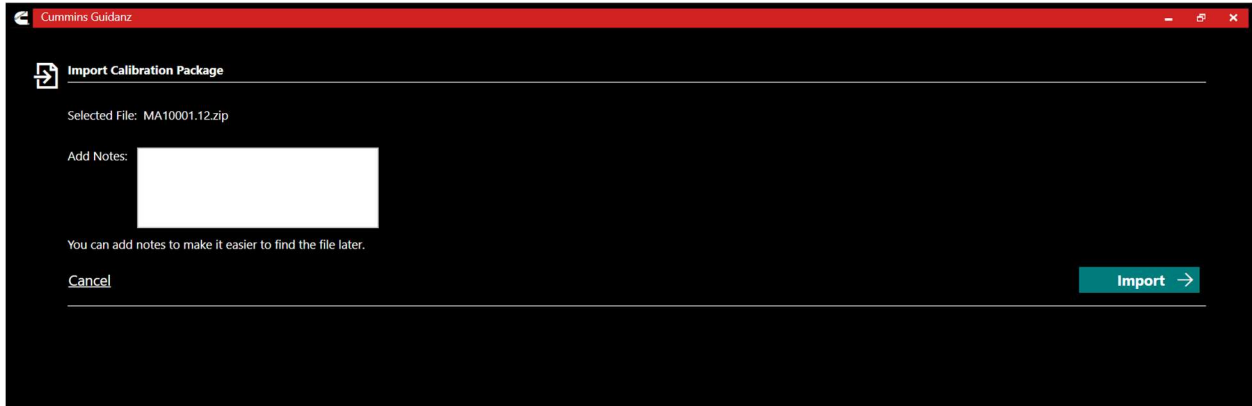 Cummins Guidanz
Import Calibration Package
Selected File: MA10001.12.zip
Add Notes:
You can add notes to make it easier to find the file later.
Cancel
Import